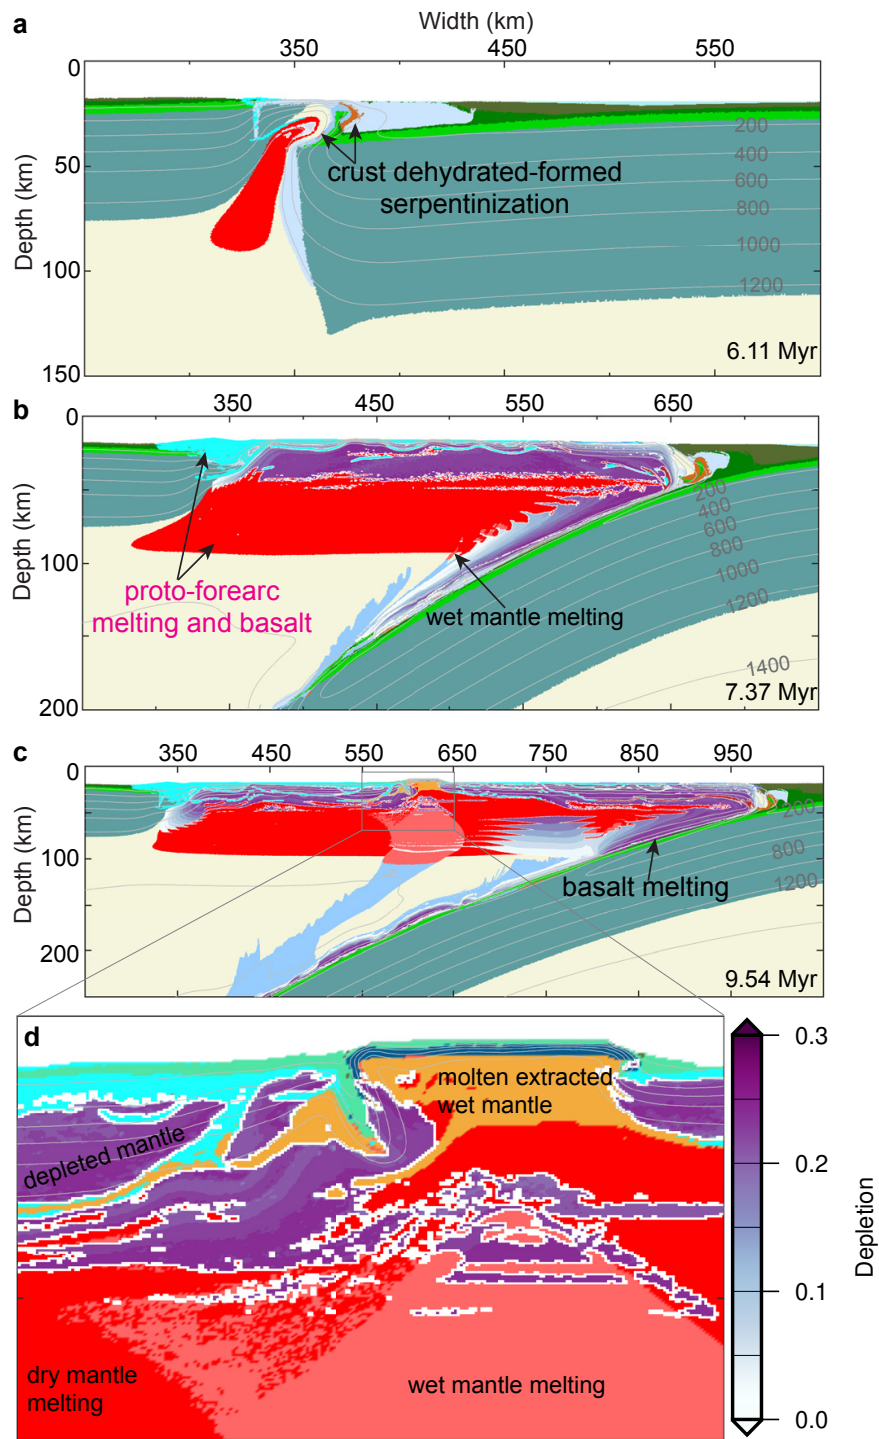 a
Width (km)
350 450 550
0
50
100
150
Depth (km)
200
400
600
800
1000
1200
crust dehydrated-formed
serpentinization
6.11 Myr
b
350 450 550 650
0
100
200
Depth (km)
200
400
600
800
1000
1200
1400
proto-forearc
melting and basalt
wet mantle melting
7.37 Myr
c
350 450 550 650 750 850 950
0
100
200
Depth (km)
200
800
1200
basalt melting
9.54 Myr
d
molten extracted
wet mantle
depleted mantle
dry mantle
melting
wet mantle melting
0.3
0.2
0.1
0.0
Depletion